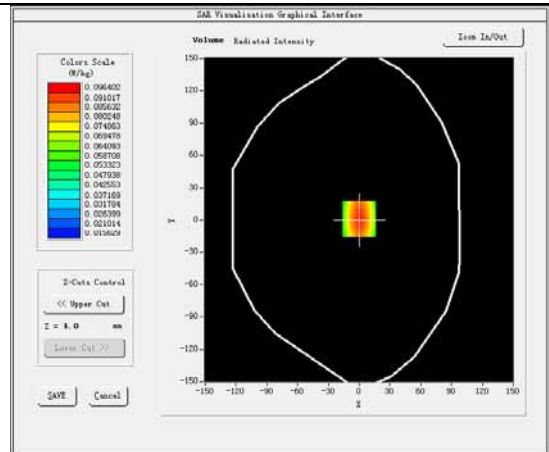 SAR Visualisation Graphical Interface
Volume Radiated Intensity
Zoom In/Out
Colors Scale
(W/kg)
0.096402
0.091017
0.085632
0.080248
0.074863
0.069478
0.064093
0.058708
0.053323
0.047938
0.042553
0.037169
0.031784
0.026399
0.021014
0.015629
Z-Cuts Control
<< Upper Cut
Z = 4.0 mm
Lower Cut >>
SAVE
Cancel
150
120
90
60
30
0
-30
-60
-90
-120
-150
Y
-150 -120 -90 -60 -30 0 30 60 90 120 150
X